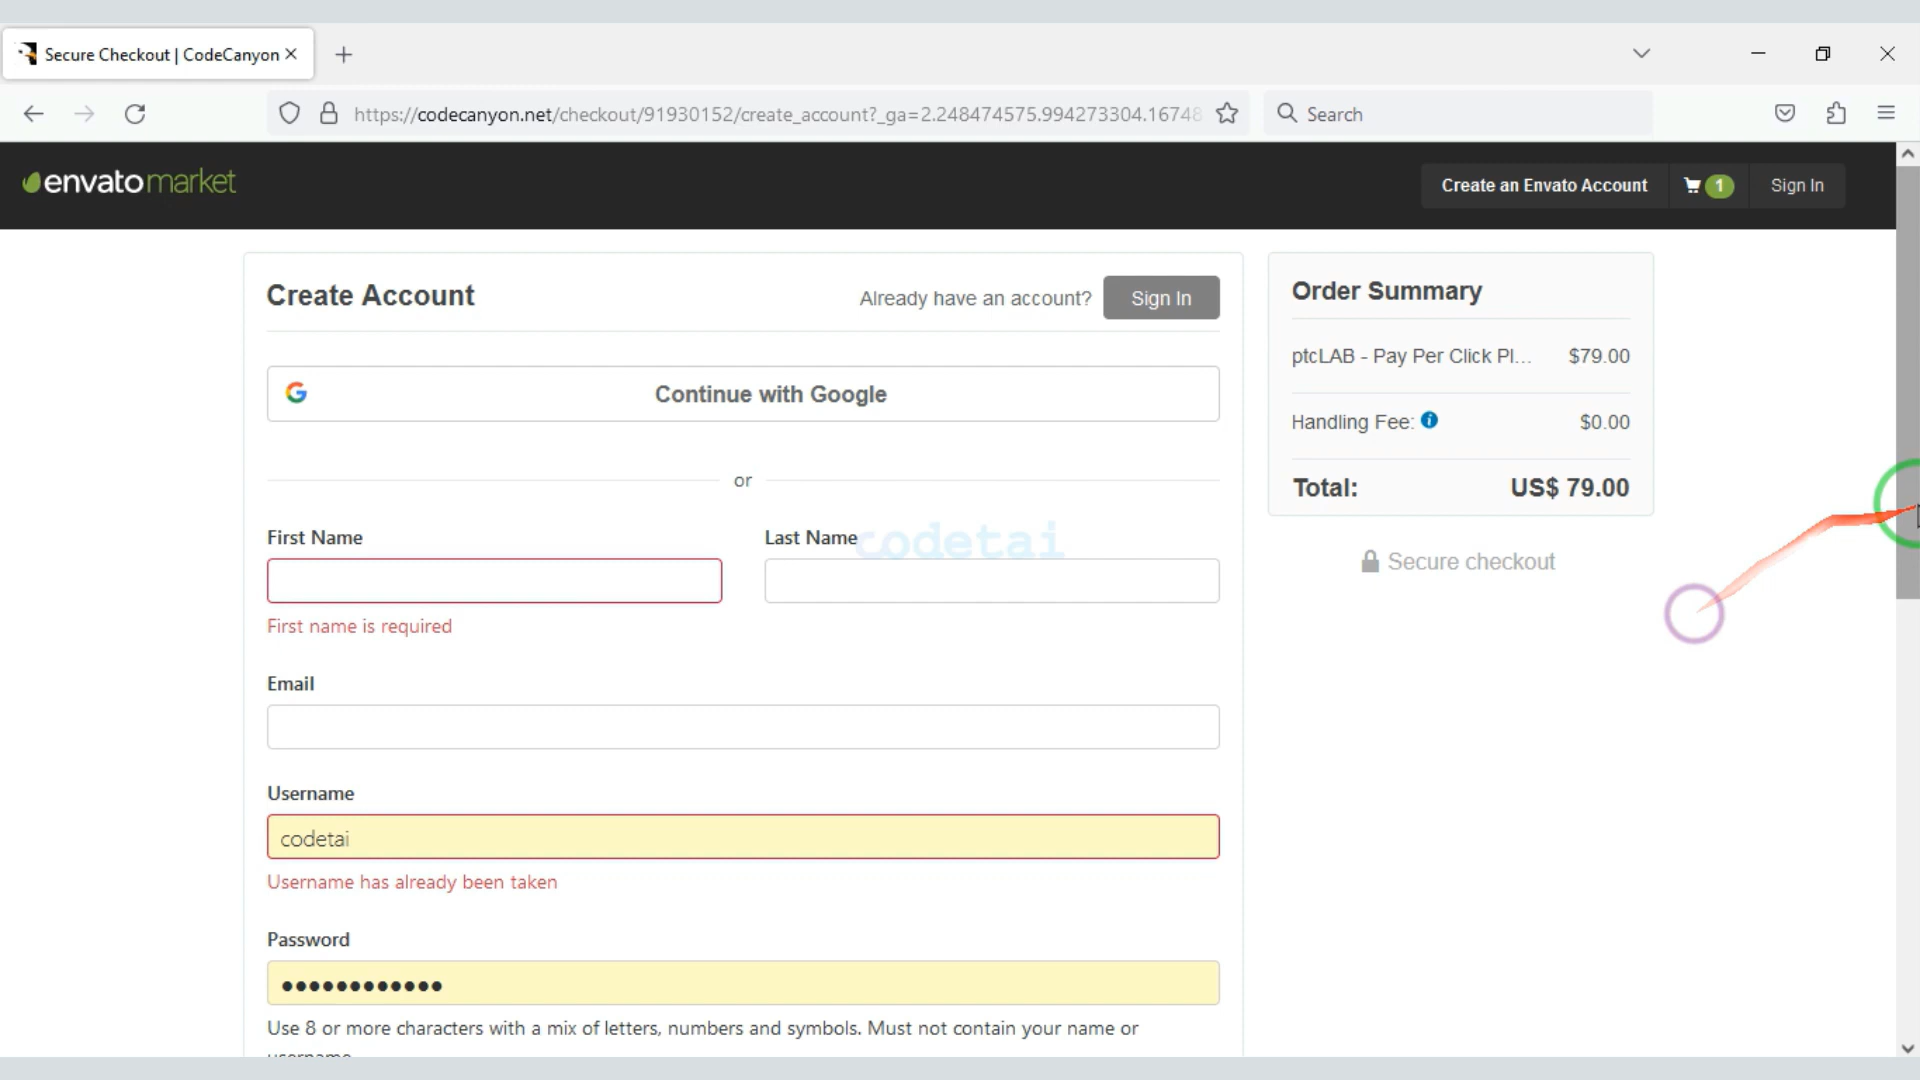 Secure Checkout | CodeCanyon
https://codecanyon.net/checkout/91930152/create_account?_ga=2.248474575.994273304.16748
Search
envatomarket
Create an Envato Account
1
Sign In
Create Account
Already have an account?
Sign In
Continue with Google
or
First Name
Last Name
codetai
First name is required
Email
Username
codetai
Username has already been taken
Password
Use 8 or more characters with a mix of letters, numbers and symbols. Must not contain your name or
username.
Order Summary
ptcLAB - Pay Per Click Pl... $79.00
Handling Fee: $0.00
Total: US$ 79.00
Secure checkout